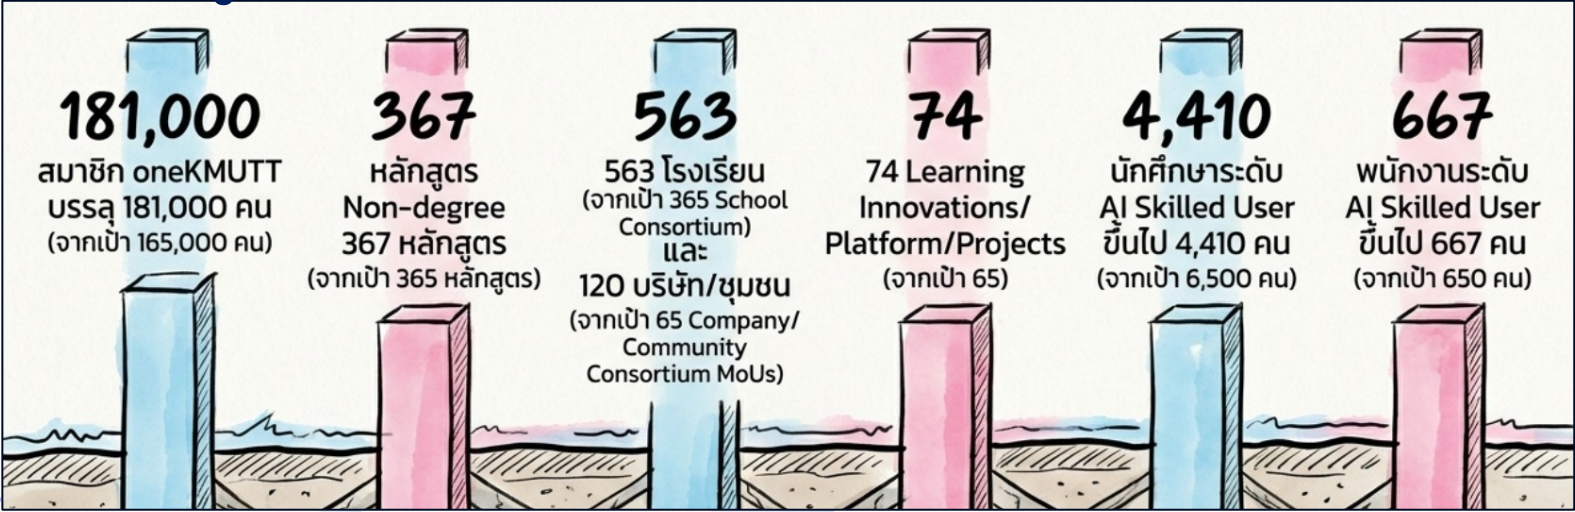 181,000
สมาชิก oneKMUTT
บรรลุ 181,000 คน
(จากเป้า 165,000 คน)
367
หลักสูตร
Non-degree
367 หลักสูตร
(จากเป้า 365 หลักสูตร)
563
563 โรงเรียน
(จากเป้า 365 School
Consortium)
และ
120 บริษัท/ชุมชน
(จากเป้า 65 Company/
Community
Consortium MoUs)
74
74 Learning
Innovations/
Platform/Projects
(จากเป้า 65)
4,410
นักศึกษาระดับ
AI Skilled User
ขึ้นไป 4,410 คน
(จากเป้า 6,500 คน)
667
พนักงานระดับ
AI Skilled User
ขึ้นไป 667 คน
(จากเป้า 650 คน)